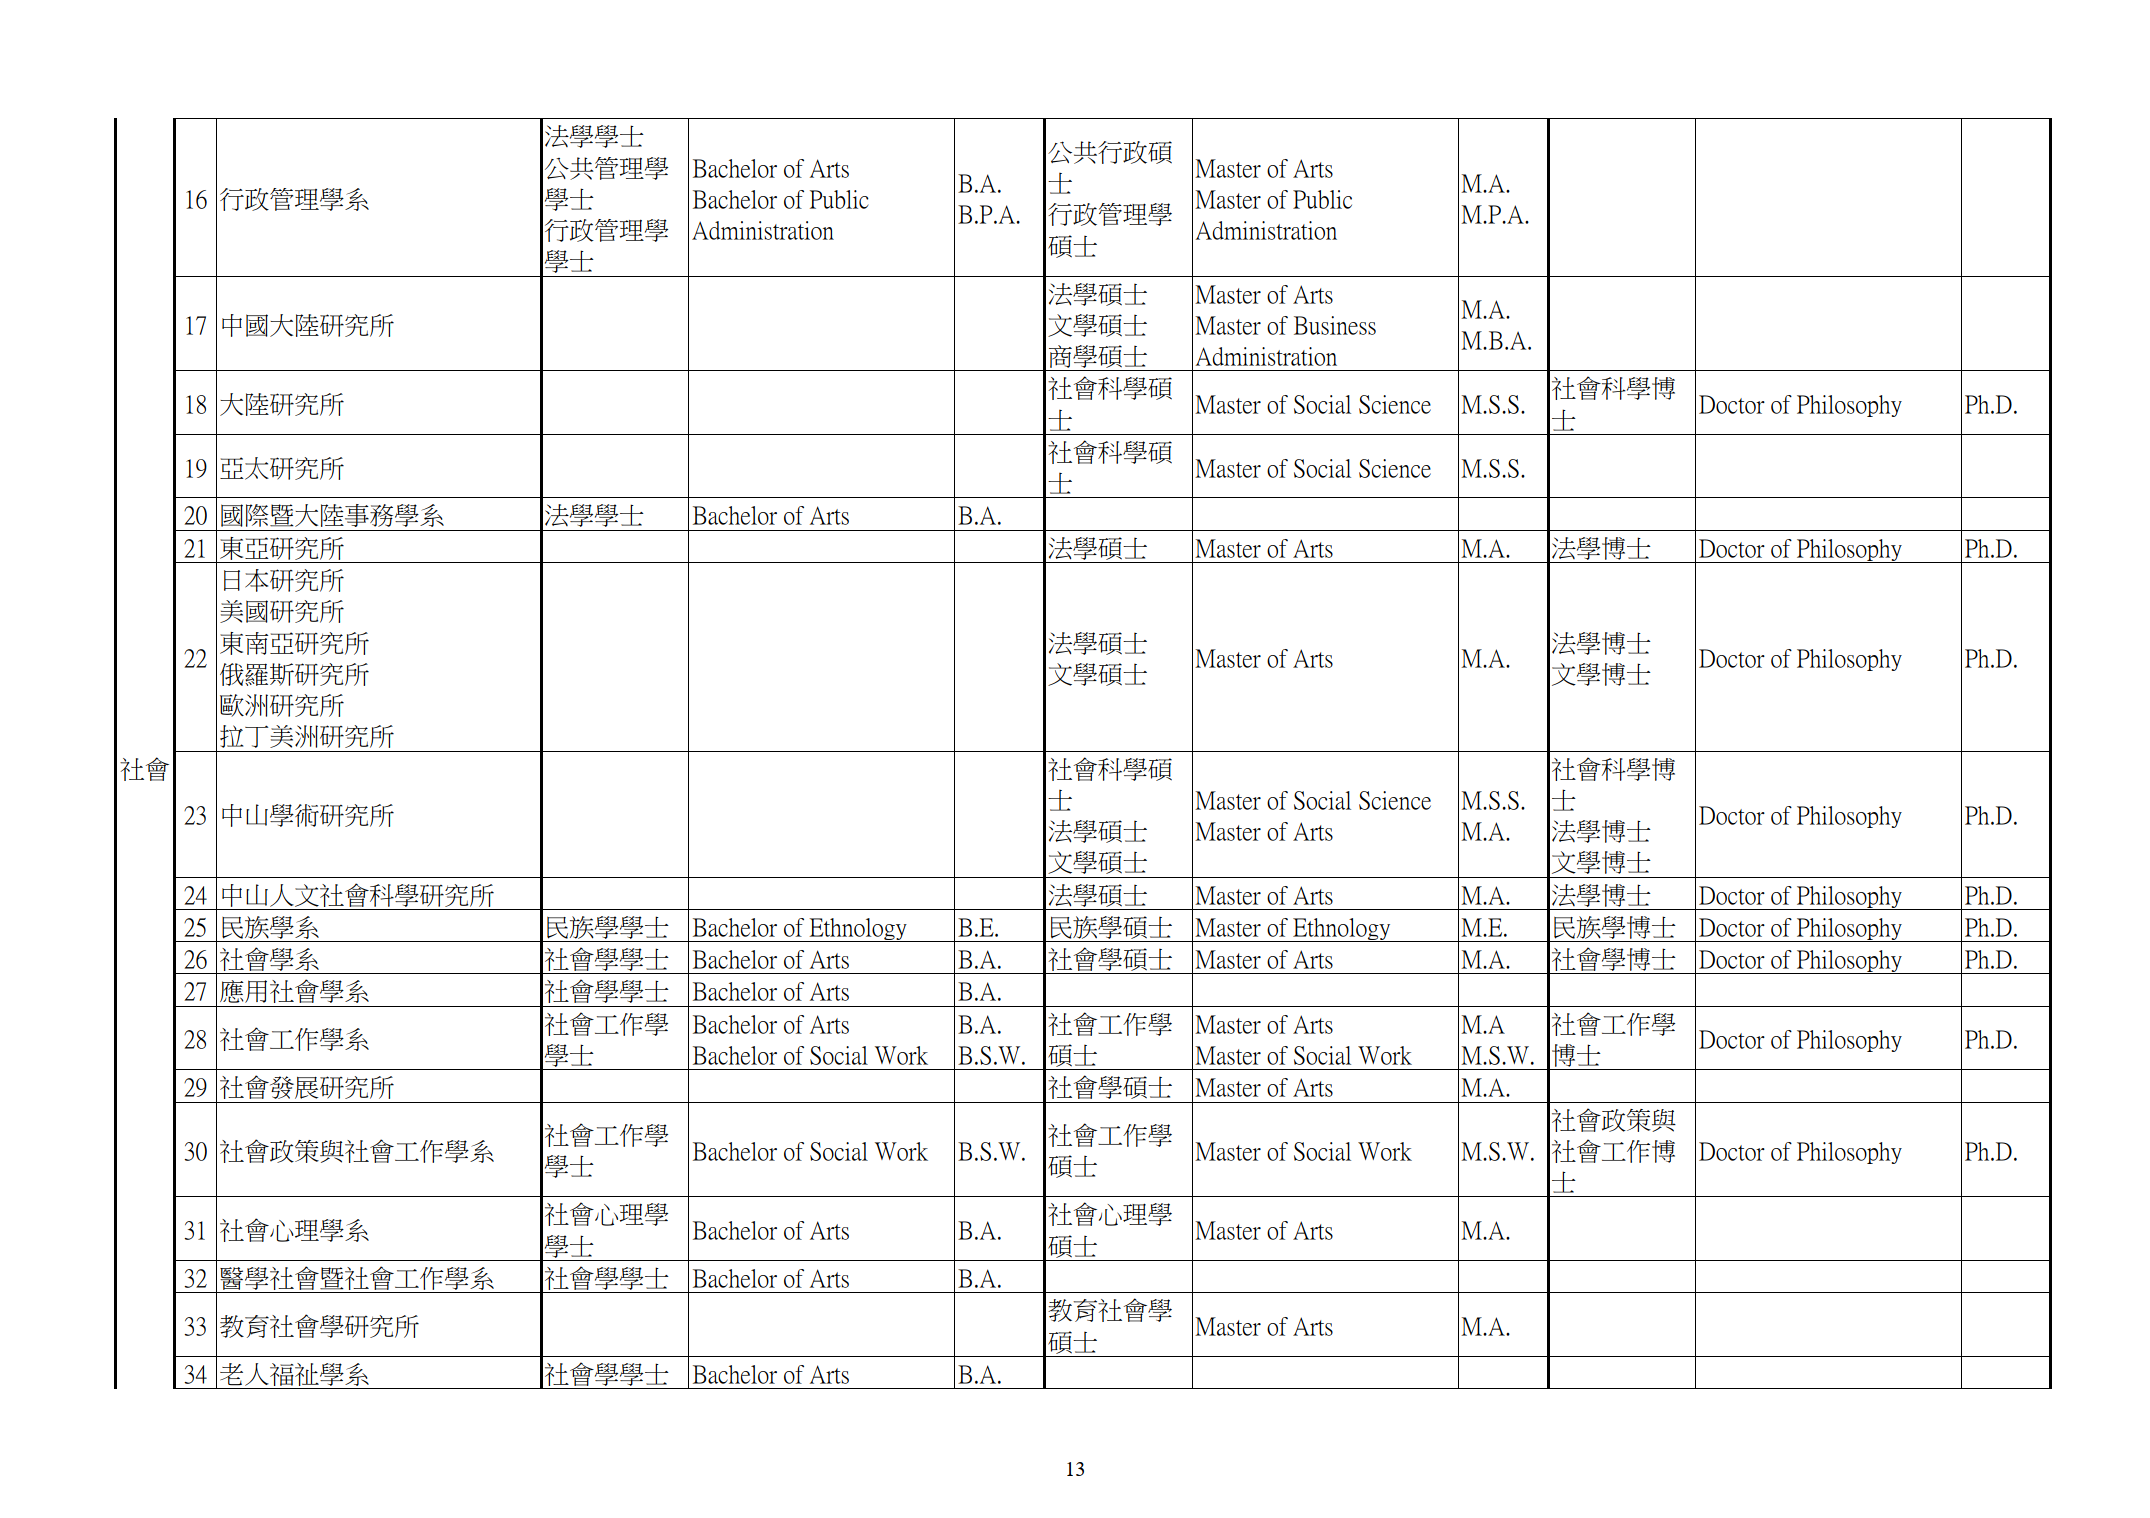 社會
16 行政管理學系 法學學士 公共管理學學士 行政管理學學士 Bachelor of Arts Bachelor of Public Administration B.A. B.P.A. 公共行政碩士 行政管理學碩士 Master of Arts Master of Public Administration M.A. M.P.A.
17 中國大陸研究所 法學碩士 文學碩士 商學碩士 Master of Arts Master of Business Administration M.A. M.B.A.
18 大陸研究所 社會科學碩士 Master of Social Science M.S.S. 社會科學博士 Doctor of Philosophy Ph.D.
19 亞太研究所 社會科學碩士 Master of Social Science M.S.S.
20 國際暨大陸事務學系 法學學士 Bachelor of Arts B.A.
21 東亞研究所 法學碩士 Master of Arts M.A. 法學博士 Doctor of Philosophy Ph.D.
22 日本研究所 美國研究所 東南亞研究所 俄羅斯研究所 歐洲研究所 拉丁美洲研究所 法學碩士 文學碩士 Master of Arts M.A. 法學博士 文學博士 Doctor of Philosophy Ph.D.
23 中山學術研究所 社會科學碩士 法學碩士 文學碩士 Master of Social Science Master of Arts M.S.S. M.A. 社會科學博士 法學博士 文學博士 Doctor of Philosophy Ph.D.
24 中山人文社會科學研究所 法學碩士 Master of Arts M.A. 法學博士 Doctor of Philosophy Ph.D.
25 民族學系 民族學學士 Bachelor of Ethnology B.E. 民族學碩士 Master of Ethnology M.E. 民族學博士 Doctor of Philosophy Ph.D.
26 社會學系 社會學學士 Bachelor of Arts B.A. 社會學碩士 Master of Arts M.A. 社會學博士 Doctor of Philosophy Ph.D.
27 應用社會學系 社會學學士 Bachelor of Arts B.A.
28 社會工作學系 社會工作學學士 Bachelor of Arts Bachelor of Social Work B.A. B.S.W. 社會工作學碩士 Master of Arts Master of Social Work M.A M.S.W. 社會工作學博士 Doctor of Philosophy Ph.D.
29 社會發展研究所 社會學碩士 Master of Arts M.A.
30 社會政策與社會工作學系 社會工作學學士 Bachelor of Social Work B.S.W. 社會工作學碩士 Master of Social Work M.S.W. 社會政策與社會工作博士 Doctor of Philosophy Ph.D.
31 社會心理學系 社會心理學學士 Bachelor of Arts B.A. 社會心理學碩士 Master of Arts M.A.
32 醫學社會暨社會工作學系 社會學學士 Bachelor of Arts B.A.
33 教育社會學研究所 教育社會學碩士 Master of Arts M.A.
34 老人福祉學系 社會學學士 Bachelor of Arts B.A.
13